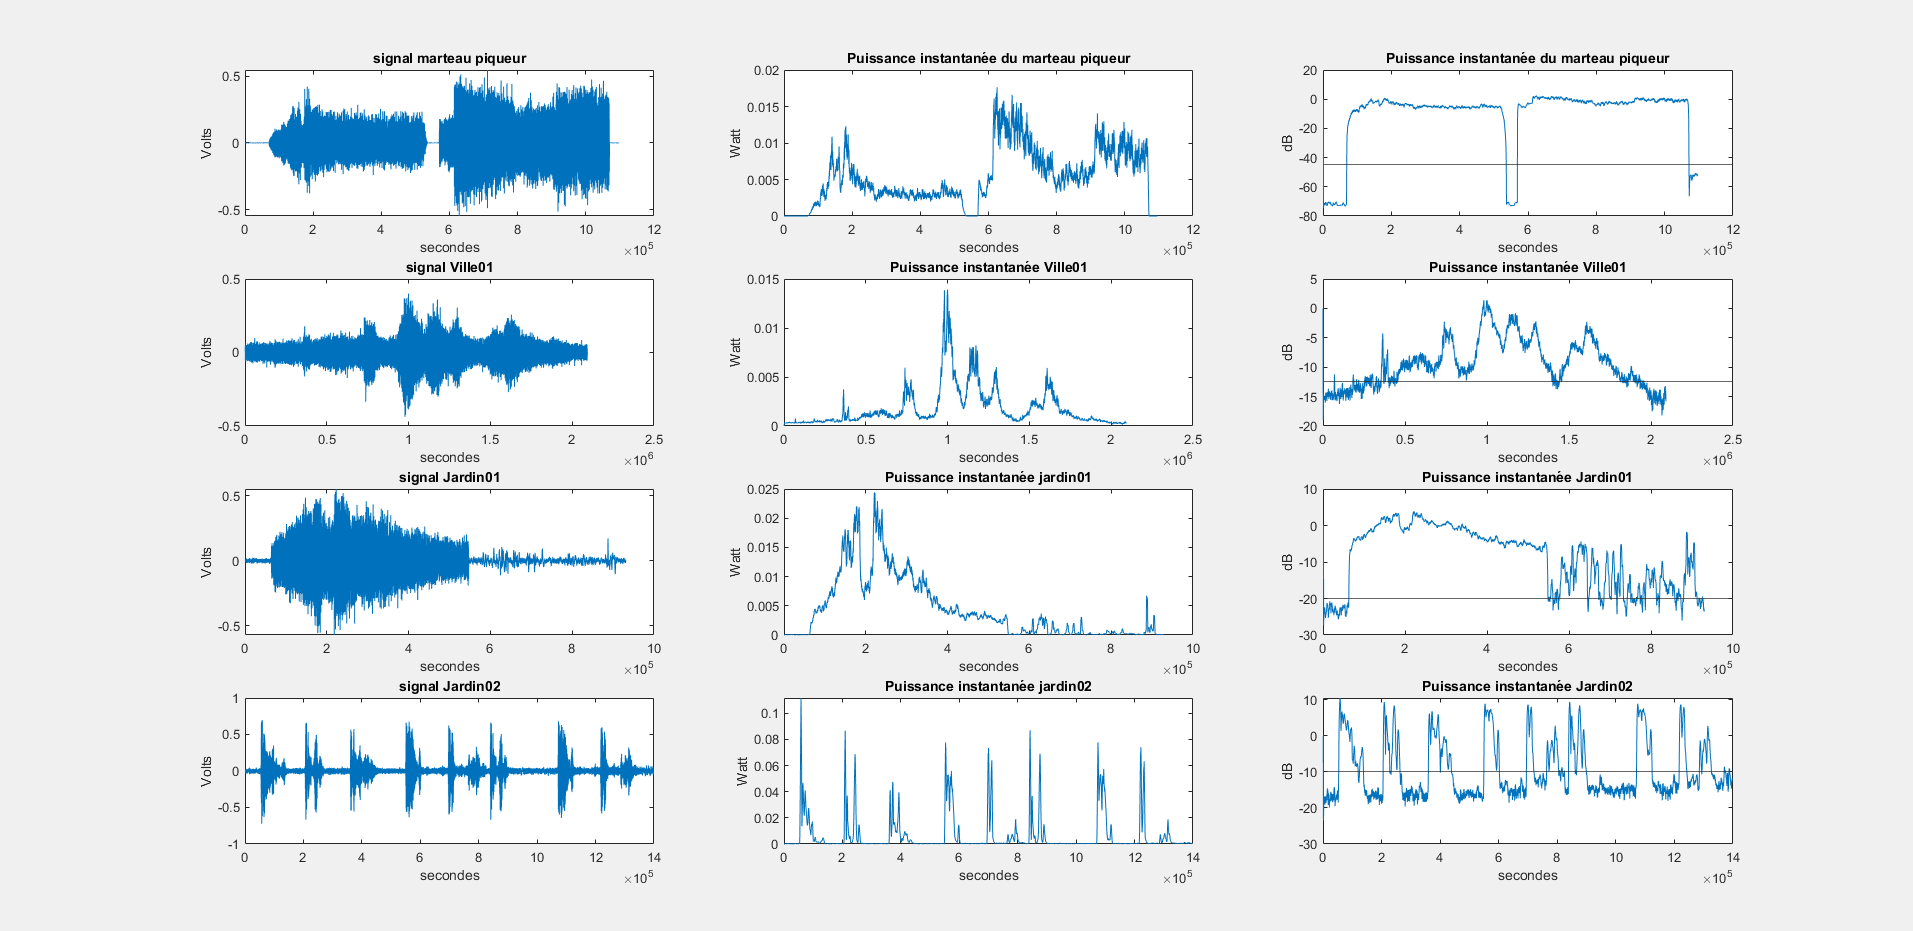 signal marteau piqueur
0.5
0
-0.5
Volts
0 2 4 6 8 10 12
secondes
×10^5
Puissance instantanée du marteau piqueur
0.02
0.015
0.01
0.005
0
Watt
0 2 4 6 8 10 12
secondes
×10^5
Puissance instantanée du marteau piqueur
20
0
-20
-40
-60
-80
dB
0 2 4 6 8 10 12
secondes
×10^5
signal Ville01
0.5
0
-0.5
Volts
0 0.5 1 1.5 2 2.5
secondes
×10^6
Puissance instantanée Ville01
0.015
0.01
0.005
0
Watt
0 0.5 1 1.5 2 2.5
secondes
×10^6
Puissance instantanée Ville01
5
0
-5
-10
-15
-20
dB
0 0.5 1 1.5 2 2.5
secondes
×10^6
signal Jardin01
0.5
0
-0.5
Volts
0 2 4 6 8 10
secondes
×10^5
Puissance instantanée jardin01
0.025
0.02
0.015
0.01
0.005
0
Watt
0 2 4 6 8 10
secondes
×10^5
Puissance instantanée Jardin01
10
0
-10
-20
-30
dB
0 2 4 6 8 10
secondes
×10^5
signal Jardin02
1
0.5
0
-0.5
-1
Volts
0 2 4 6 8 10 12 14
secondes
×10^5
Puissance instantanée jardin02
0.1
0.08
0.06
0.04
0.02
0
Watt
0 2 4 6 8 10 12 14
secondes
×10^5
Puissance instantanée Jardin02
10
0
-10
-20
-30
dB
0 2 4 6 8 10 12 14
secondes
×10^5